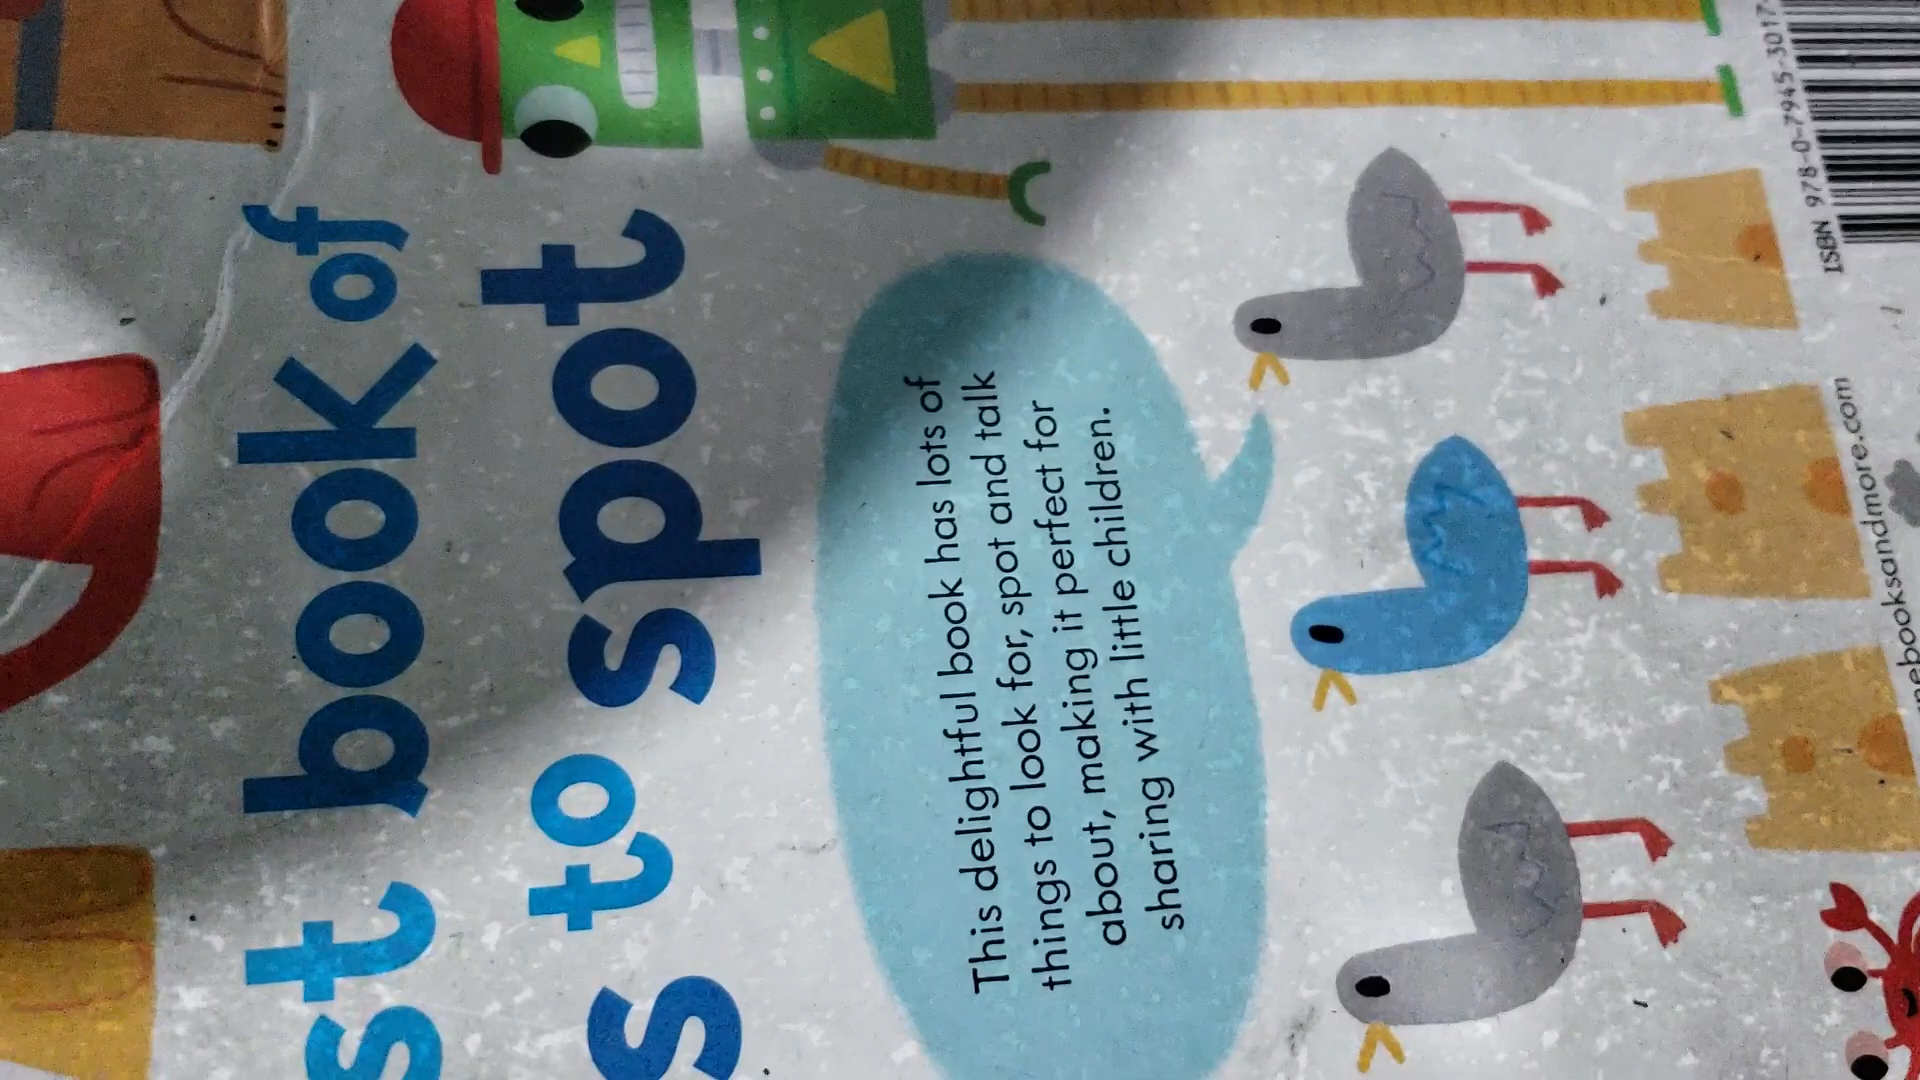 st book of
s to spot
This delightful book has lots of
things to look for, spot and talk
about, making it perfect for
sharing with little children.
ISBN 978-0-7945-3017-
nebooksandmore.com